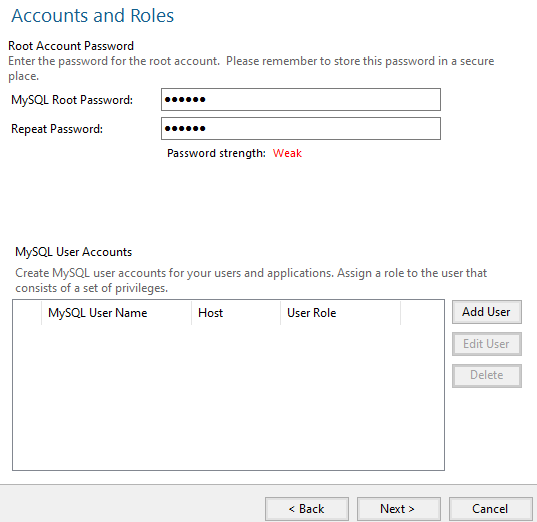 Accounts and Roles
Root Account Password
Enter the password for the root account. Please remember to store this password in a secure
place.
MySQL Root Password: ●●●●●●
Repeat Password: ●●●●●●
Password strength: Weak
MySQL User Accounts
Create MySQL user accounts for your users and applications. Assign a role to the user that
consists of a set of privileges.
MySQL User Name Host User Role
Add User
Edit User
Delete
< Back Next > Cancel